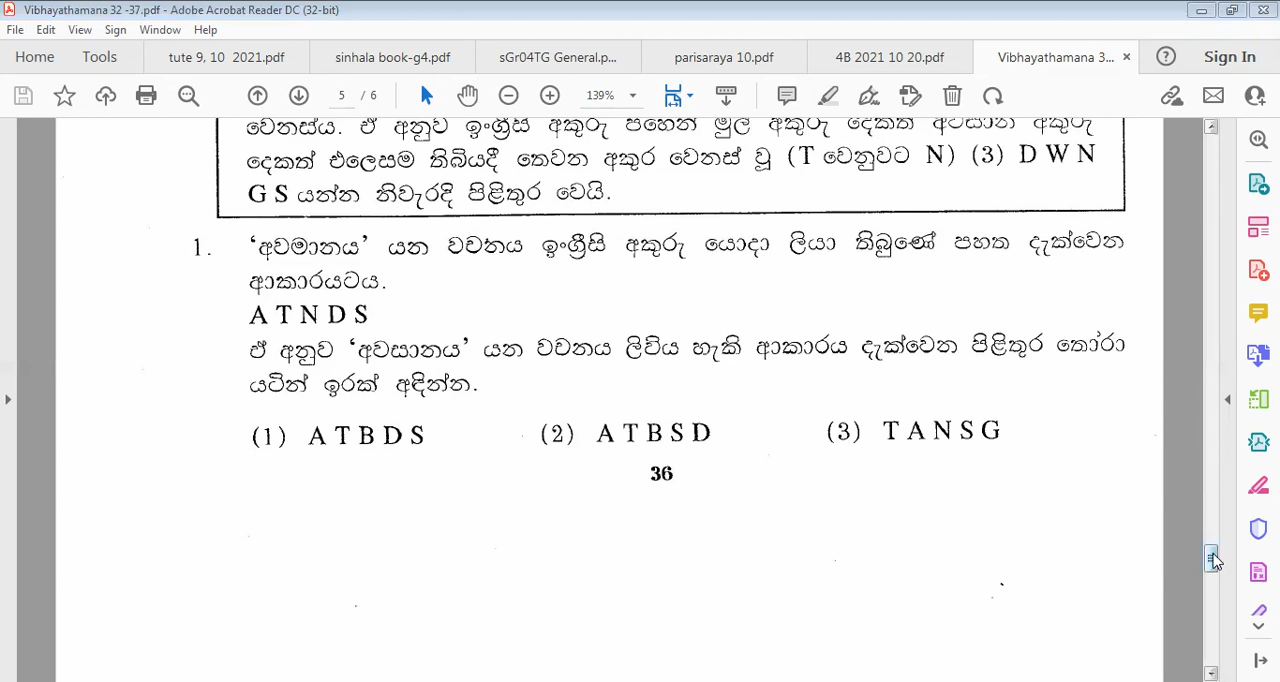 Vibhayathamana 32 -37.pdf - Adobe Acrobat Reader DC (32-bit)
File Edit View Sign Window Help
Home Tools tute 9, 10 2021.pdf sinhala book-g4.pdf sGr04TG General.p... parisaraya 10.pdf 4B 2021 10 20.pdf Vibhayathamana 3... × Sign In
5 / 6 139%
වෙනස්ය. ඒ අනුව ඉංග්‍රීසි අකුරු පහෙන් මුල් අකුරු දෙකත් අවසාන අකුරු
දෙකත් එලෙසම තිබියදී තෙවන අකුර වෙනස් වූ (T වෙනුවට N) (3) D W N
G S යන්න නිවැරදි පිළිතුර වෙයි.
1. ‘අවමානය’ යන වචනය ඉංග්‍රීසි අකුරු යොදා ලියා තිබුණේ පහත දැක්වෙන
ආකාරයටය.
A T N D S
ඒ අනුව ‘අවසානය’ යන වචනය ලිවිය හැකි ආකාරය දැක්වෙන පිළිතුර තෝරා
යටින් ඉරක් අඳින්න.
(1) A T B D S (2) A T B S D (3) T A N S G
36